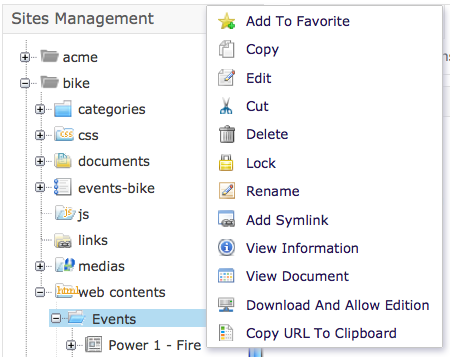 Sites Management
acme
bike
categories
css
documents
events-bike
js
links
medias
web contents
Events
Power 1 - Fire
Add To Favorite
Copy
Edit
Cut
Delete
Lock
Rename
Add Symlink
View Information
View Document
Download And Allow Edition
Copy URL To Clipboard